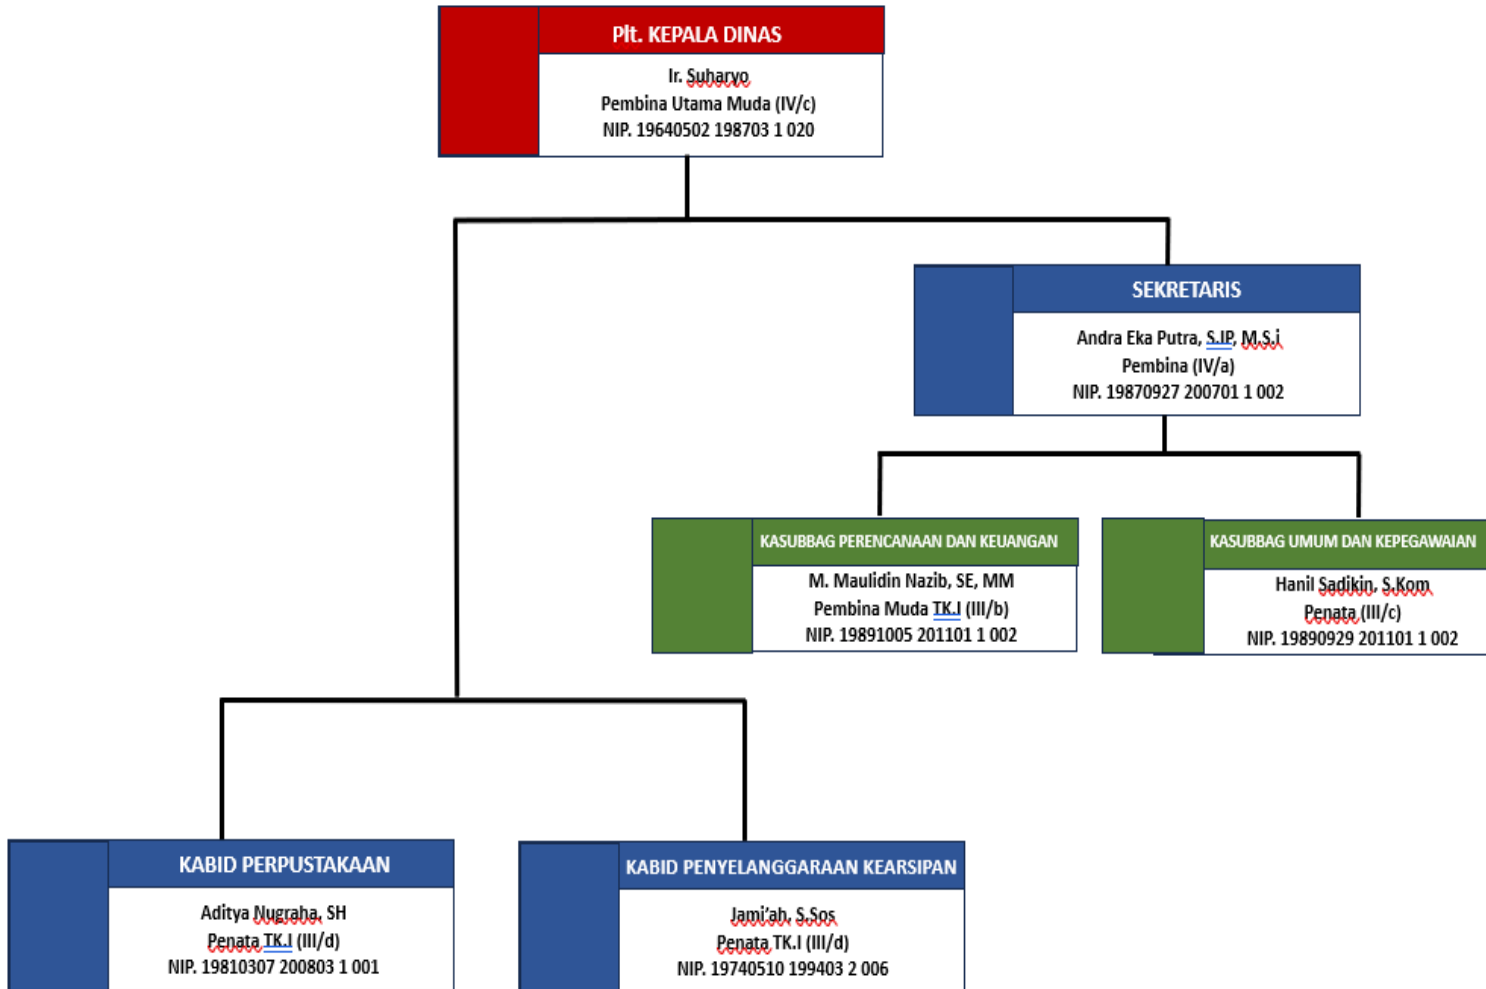 Plt. KEPALA DINAS
Ir. Suharyo
Pembina Utama Muda (IV/c)
NIP. 19640502 198703 1 020
SEKRETARIS
Andra Eka Putra, S.IP, M.S.i
Pembina (IV/a)
NIP. 19870927 200701 1 002
KASUBBAG PERENCANAAN DAN KEUANGAN
M. Maulidin Nazib, SE, MM
Pembina Muda TK.I (III/b)
NIP. 19891005 201101 1 002
KASUBBAG UMUM DAN KEPEGAWAIAN
Hanil Sadikin, S.Kom
Penata (III/c)
NIP. 19890929 201101 1 002
KABID PERPUSTAKAAN
Aditya Nugraha, SH
Penata TK.I (III/d)
NIP. 19810307 200803 1 001
KABID PENYELANGGARAAN KEARSIPAN
Jami'ah, S.Sos
Penata TK.I (III/d)
NIP. 19740510 199403 2 006